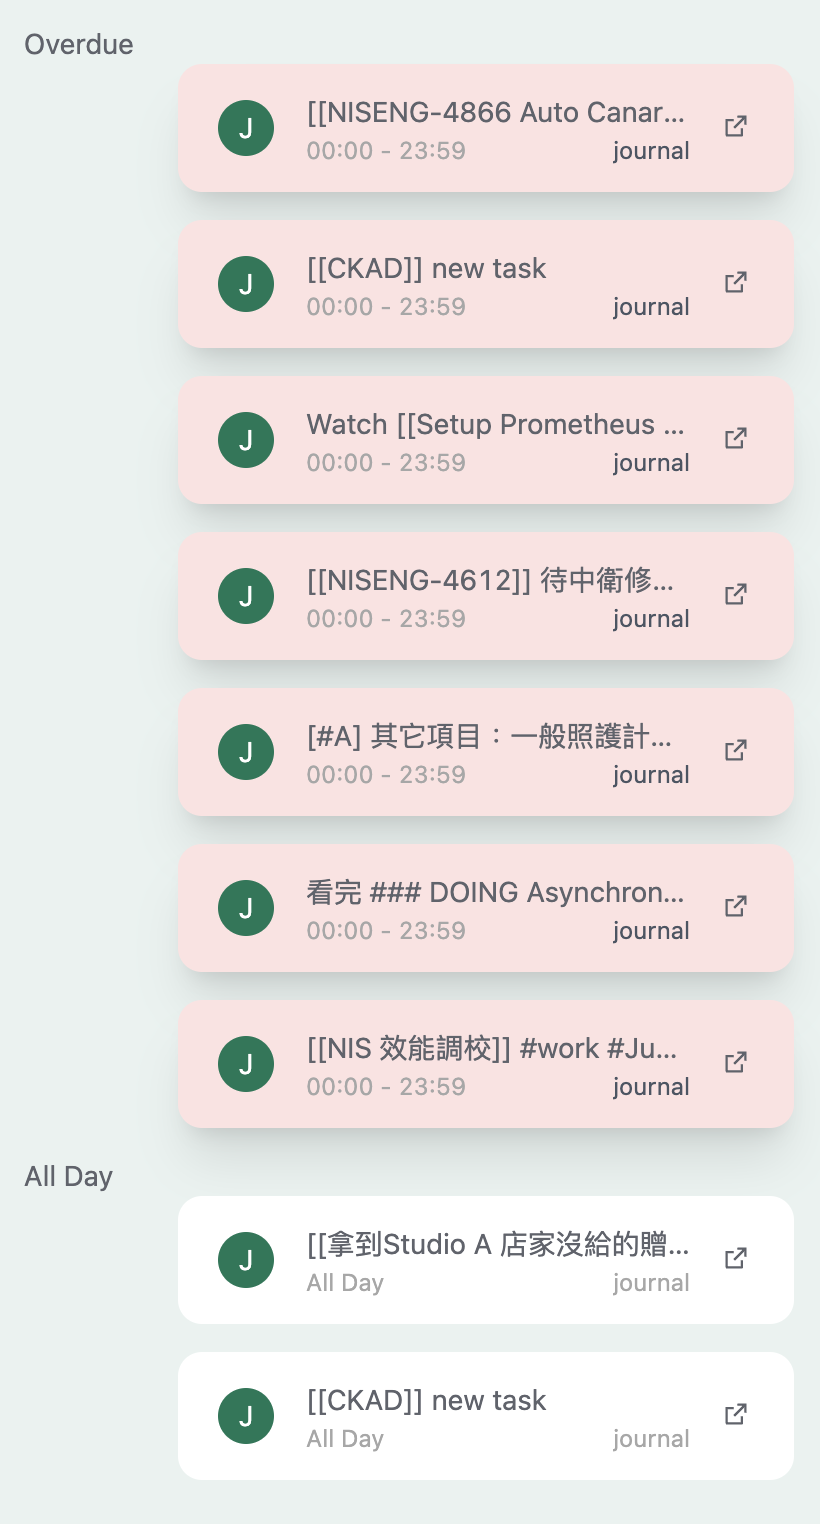 Overdue
J
[[NISENG-4866 Auto Canar...
00:00 - 23:59 journal
J
[[CKAD]] new task
00:00 - 23:59 journal
J
Watch [[Setup Prometheus ...
00:00 - 23:59 journal
J
[[NISENG-4612]] 待中衛修...
00:00 - 23:59 journal
J
[#A] 其它項目：一般照護計...
00:00 - 23:59 journal
J
看完 ### DOING Asynchron...
00:00 - 23:59 journal
J
[[NIS 效能調校]] #work #Ju...
00:00 - 23:59 journal
All Day
J
[[拿到Studio A 店家沒給的贈...
All Day journal
J
[[CKAD]] new task
All Day journal